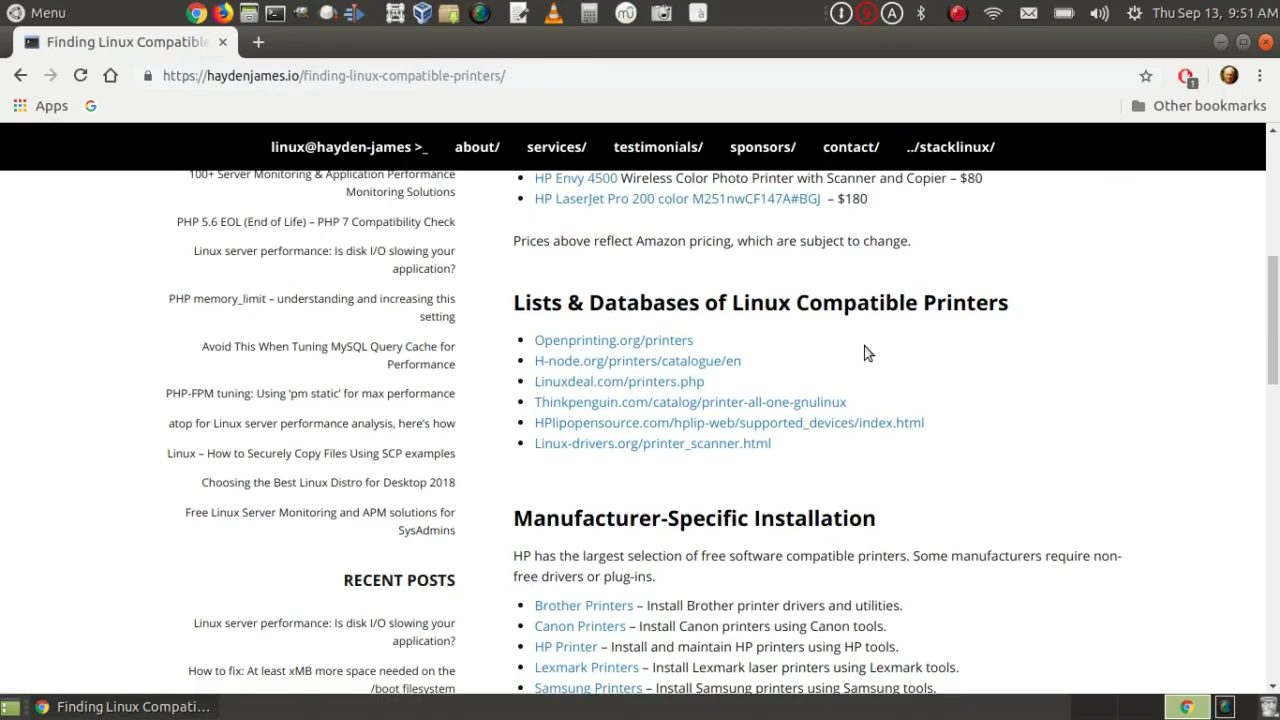 Menu
Thu Sep 13, 9:51 AM
Finding Linux Compatible
https://haydenjames.io/finding-linux-compatible-printers/
1
Apps
Other bookmarks
linux@hayden-james >_ about/ services/ testimonials/ sponsors/ contact/ ../stacklinux/
100+ Server Monitoring & Application Performance
Monitoring Solutions
PHP 5.6 EOL (End of Life) – PHP 7 Compatibility Check
Linux server performance: Is disk I/O slowing your
application?
PHP memory_limit – understanding and increasing this
setting
Avoid This When Tuning MySQL Query Cache for
Performance
PHP-FPM tuning: Using ‘pm static’ for max performance
atop for Linux server performance analysis, here’s how
Linux – How to Securely Copy Files Using SCP examples
Choosing the Best Linux Distro for Desktop 2018
Free Linux Server Monitoring and APM solutions for
SysAdmins
RECENT POSTS
Linux server performance: Is disk I/O slowing your
application?
How to fix: At least xMB more space needed on the
/boot filesystem
HP Envy 4500 Wireless Color Photo Printer with Scanner and Copier – $80
HP LaserJet Pro 200 color M251nwCF147A#BGJ – $180
Prices above reflect Amazon pricing, which are subject to change.
Lists & Databases of Linux Compatible Printers
Openprinting.org/printers
H-node.org/printers/catalogue/en
Linuxdeal.com/printers.php
Thinkpenguin.com/catalog/printer-all-one-gnulinux
HPlipopensource.com/hplip-web/supported_devices/index.html
Linux-drivers.org/printer_scanner.html
Manufacturer-Specific Installation
HP has the largest selection of free software compatible printers. Some manufacturers require non-
free drivers or plug-ins.
Brother Printers – Install Brother printer drivers and utilities.
Canon Printers – Install Canon printers using Canon tools.
HP Printer – Install and maintain HP printers using HP tools.
Lexmark Printers – Install Lexmark laser printers using Lexmark tools.
Samsung Printers – Install Samsung printers using Samsung tools.
Finding Linux Compati...